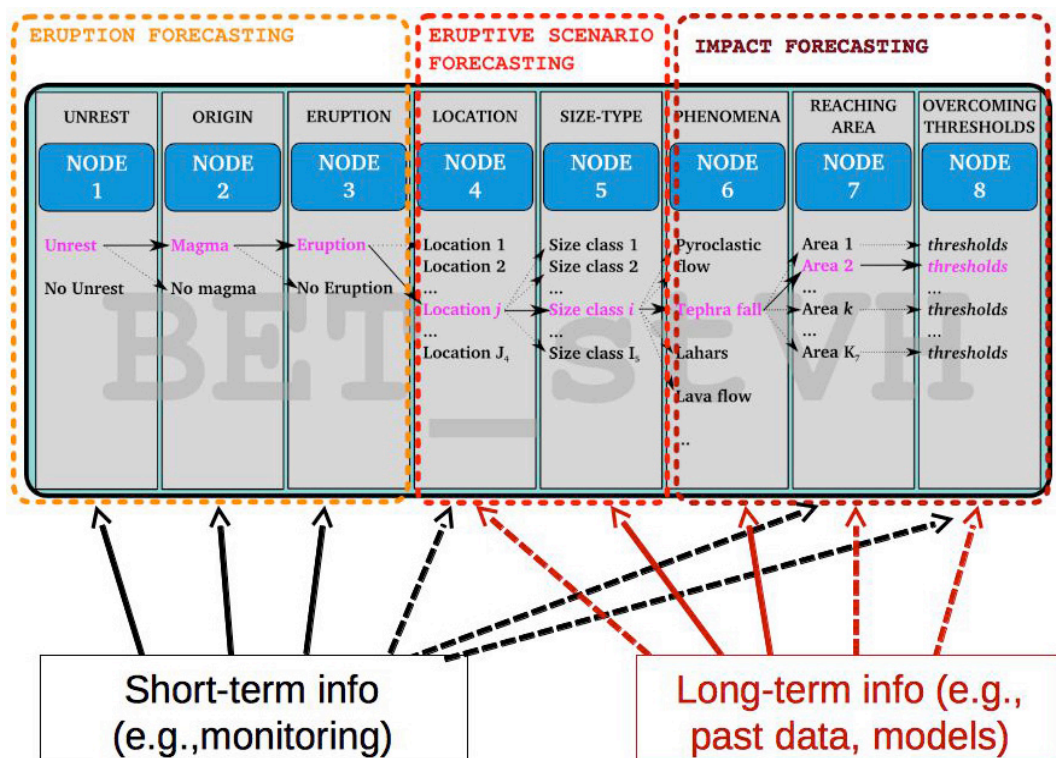 ERUPTION FORECASTING
ERUPTIVE SCENARIO
FORECASTING
IMPACT FORECASTING
UNREST
ORIGIN
ERUPTION
LOCATION
SIZE-TYPE
PHENOMENA
REACHING
AREA
OVERCOMING
THRESHOLDS
NODE
1
NODE
2
NODE
3
NODE
4
NODE
5
NODE
6
NODE
7
NODE
8
Unrest
No Unrest
Magma
No magma
Eruption
No Eruption
Location 1
Location 2
...
Location j
...
Location J4
Size class 1
Size class 2
...
Size class i
...
Size class I5
Pyroclastic
flow
Tephra fall
Lahars
Lava flow
...
Area 1
Area 2
...
Area k
...
Area K7
thresholds
thresholds
...
thresholds
...
thresholds
BET_stVH
Short-term info
(e.g.,monitoring)
Long-term info (e.g.,
past data, models)